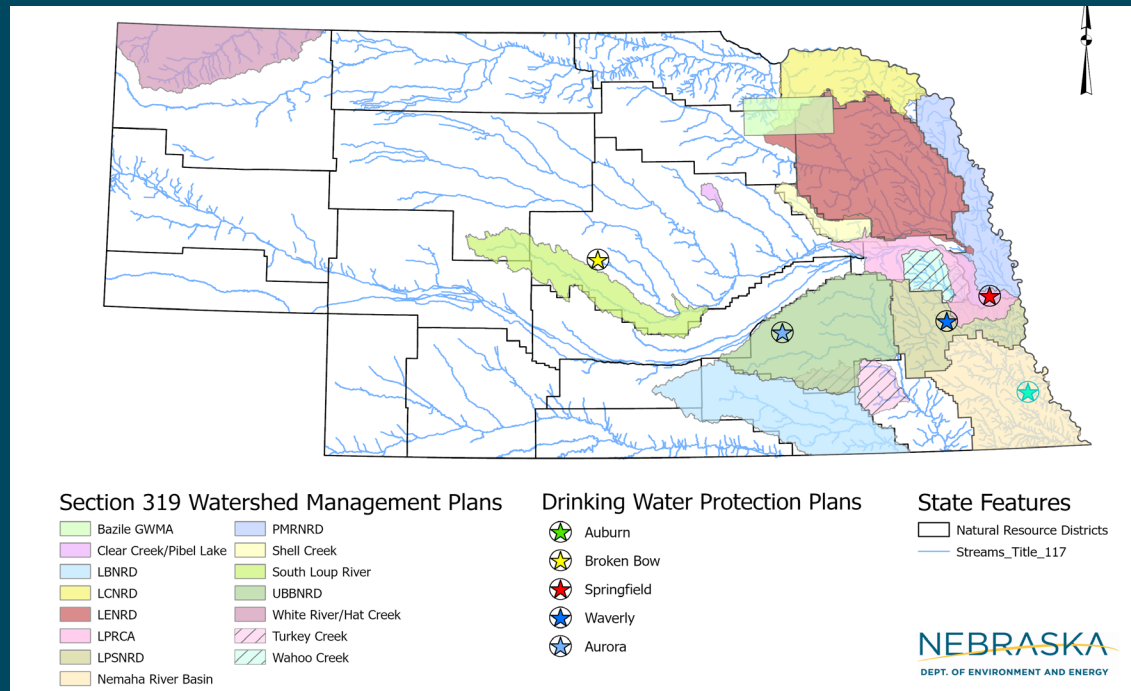 Section 319 Watershed Management Plans
Bazile GWMA
Clear Creek/Pibel Lake
LBNRD
LCNRD
LENRD
LPRCA
LPSNRD
Nemaha River Basin
PMRNRD
Shell Creek
South Loup River
UBBNRD
White River/Hat Creek
Turkey Creek
Wahoo Creek
Drinking Water Protection Plans
Auburn
Broken Bow
Springfield
Waverly
Aurora
State Features
Natural Resource Districts
Streams_Title_117
NEBRASKA
DEPT. OF ENVIRONMENT AND ENERGY